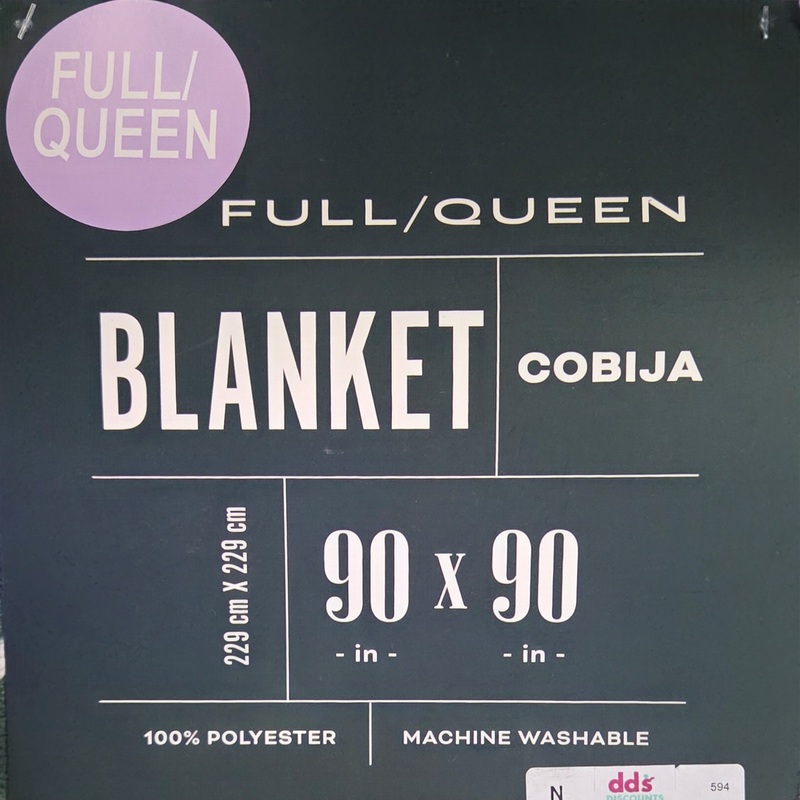 FULL/
QUEEN
FULL/QUEEN
BLANKET
COBIJA
229 cm X 229 cm
90 x 90
- in - - in -
100% POLYESTER
MACHINE WASHABLE
N
dd's
DISCOUNTS
594